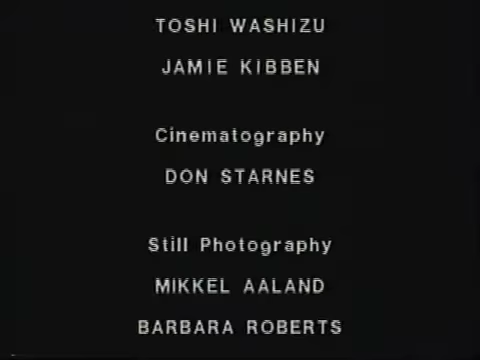 TOSHI WASHIZU
JAMIE KIBBEN
Cinematography
DON STARNES
Still Photography
MIKKEL AALAND
BARBARA ROBERTS